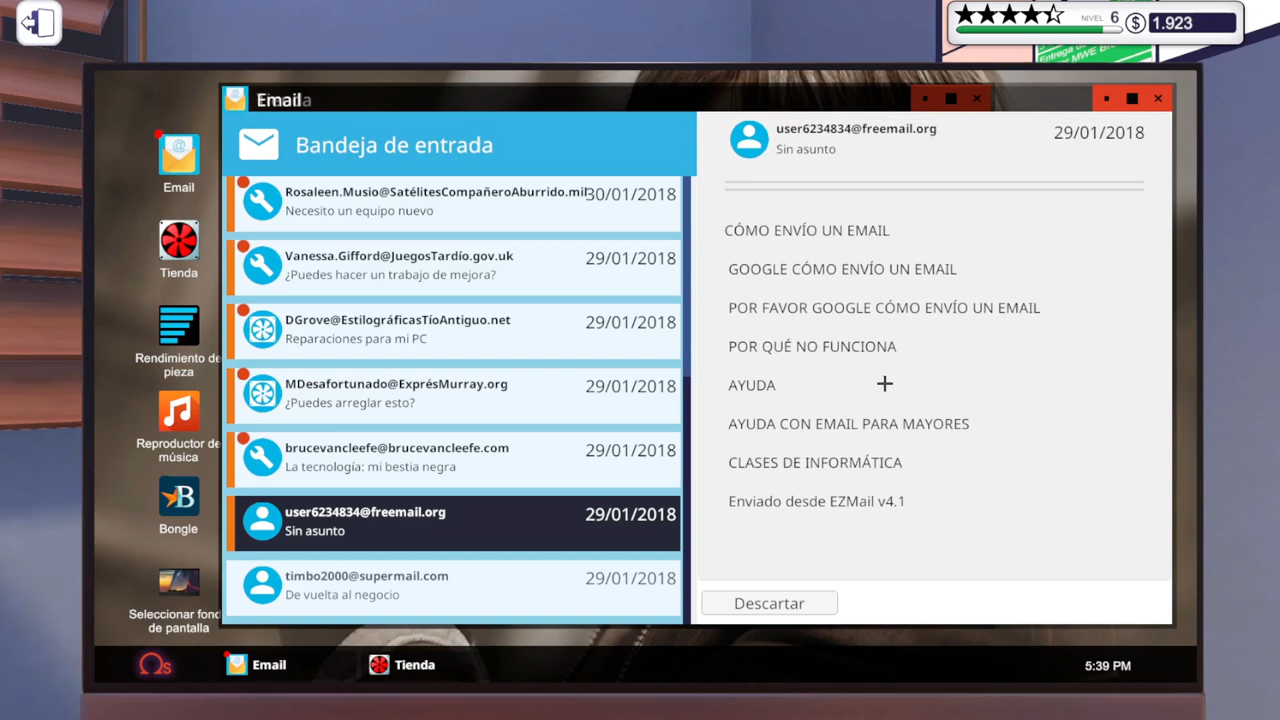 NIVEL 6
$ 1.923
Entrega de
Email
Bandeja de entrada
Email
Tienda
Rendimiento de
pieza
Reproductor de
música
Bongle
Seleccionar fond
de pantalla
Rosaleen.Musio@SatélitesCompañeroAburrido.mil 30/01/2018
Necesito un equipo nuevo
Vanessa.Gifford@JuegosTardío.gov.uk 29/01/2018
¿Puedes hacer un trabajo de mejora?
DGrove@EstilográficasTíoAntiguo.net 29/01/2018
Reparaciones para mi PC
MDesafortunado@ExprésMurray.org 29/01/2018
¿Puedes arreglar esto?
brucevancleefe@brucevancleefe.com 29/01/2018
La tecnología: mi bestia negra
user6234834@freemail.org 29/01/2018
Sin asunto
timbo2000@supermail.com 29/01/2018
De vuelta al negocio
user6234834@freemail.org 29/01/2018
Sin asunto
CÓMO ENVÍO UN EMAIL
GOOGLE CÓMO ENVÍO UN EMAIL
POR FAVOR GOOGLE CÓMO ENVÍO UN EMAIL
POR QUÉ NO FUNCIONA
AYUDA
AYUDA CON EMAIL PARA MAYORES
CLASES DE INFORMÁTICA
Enviado desde EZMail v4.1
Descartar
Ωs
Email
Tienda
5:39 PM